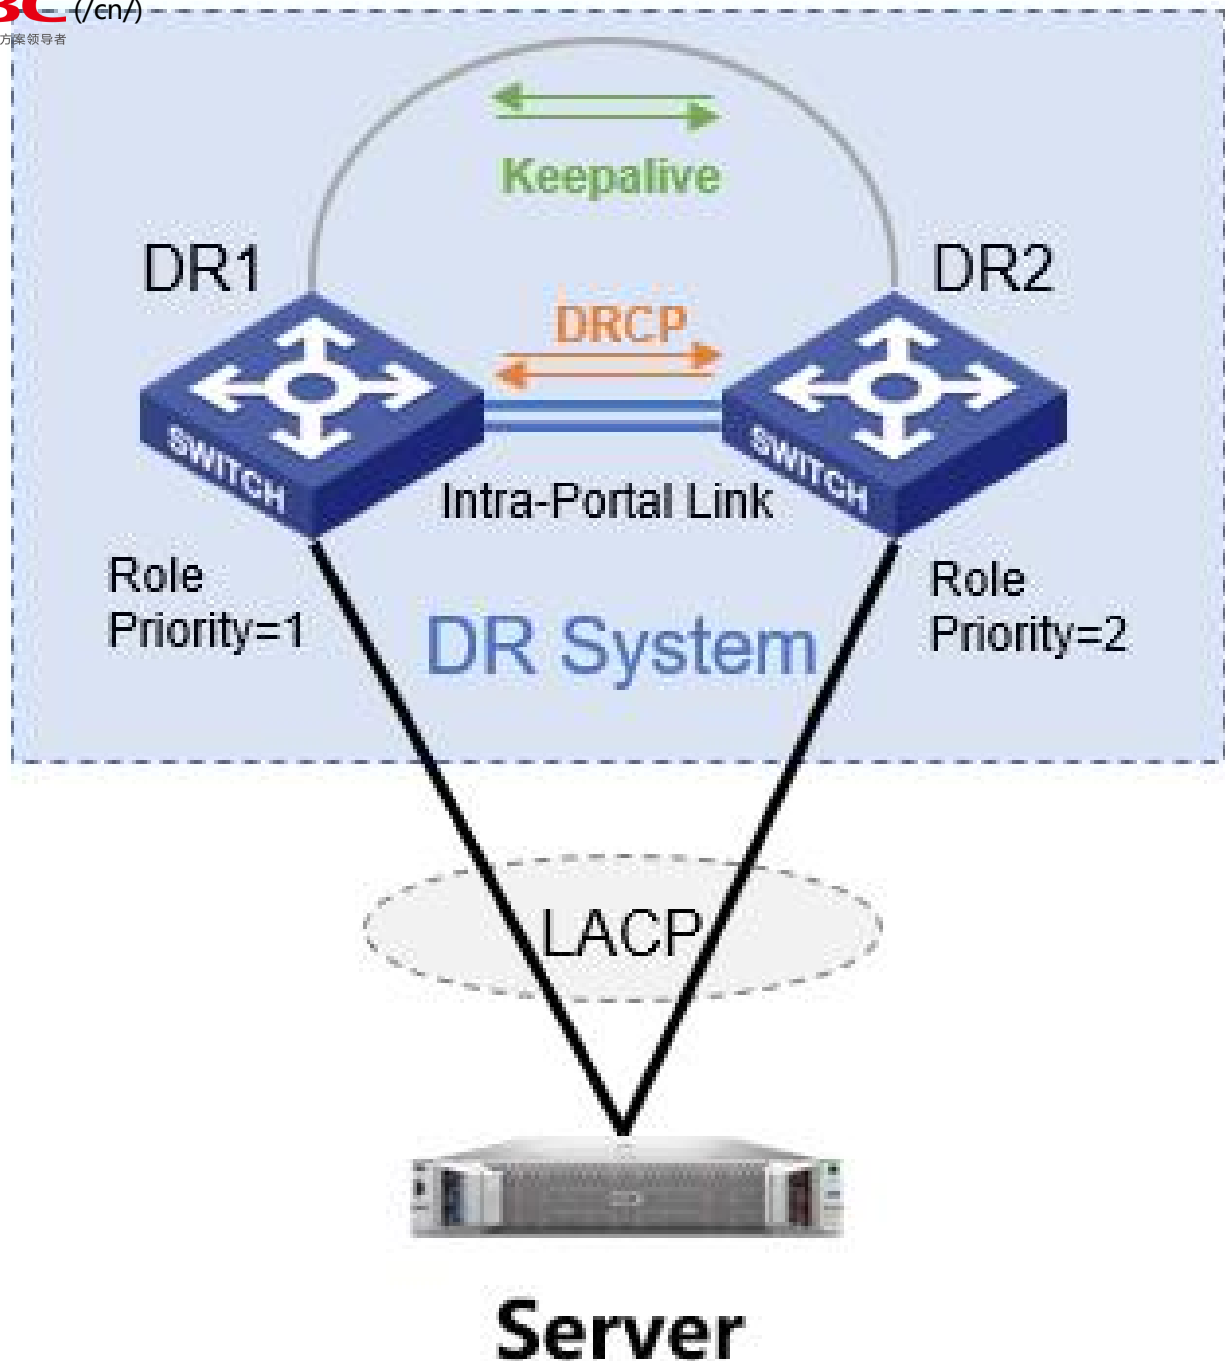 (/cn/)
方案领导者
Keepalive
DR1
DR2
DRCP
SWITCH
SWITCH
Intra-Portal Link
Role
Priority=1
Role
Priority=2
DR System
LACP
Server